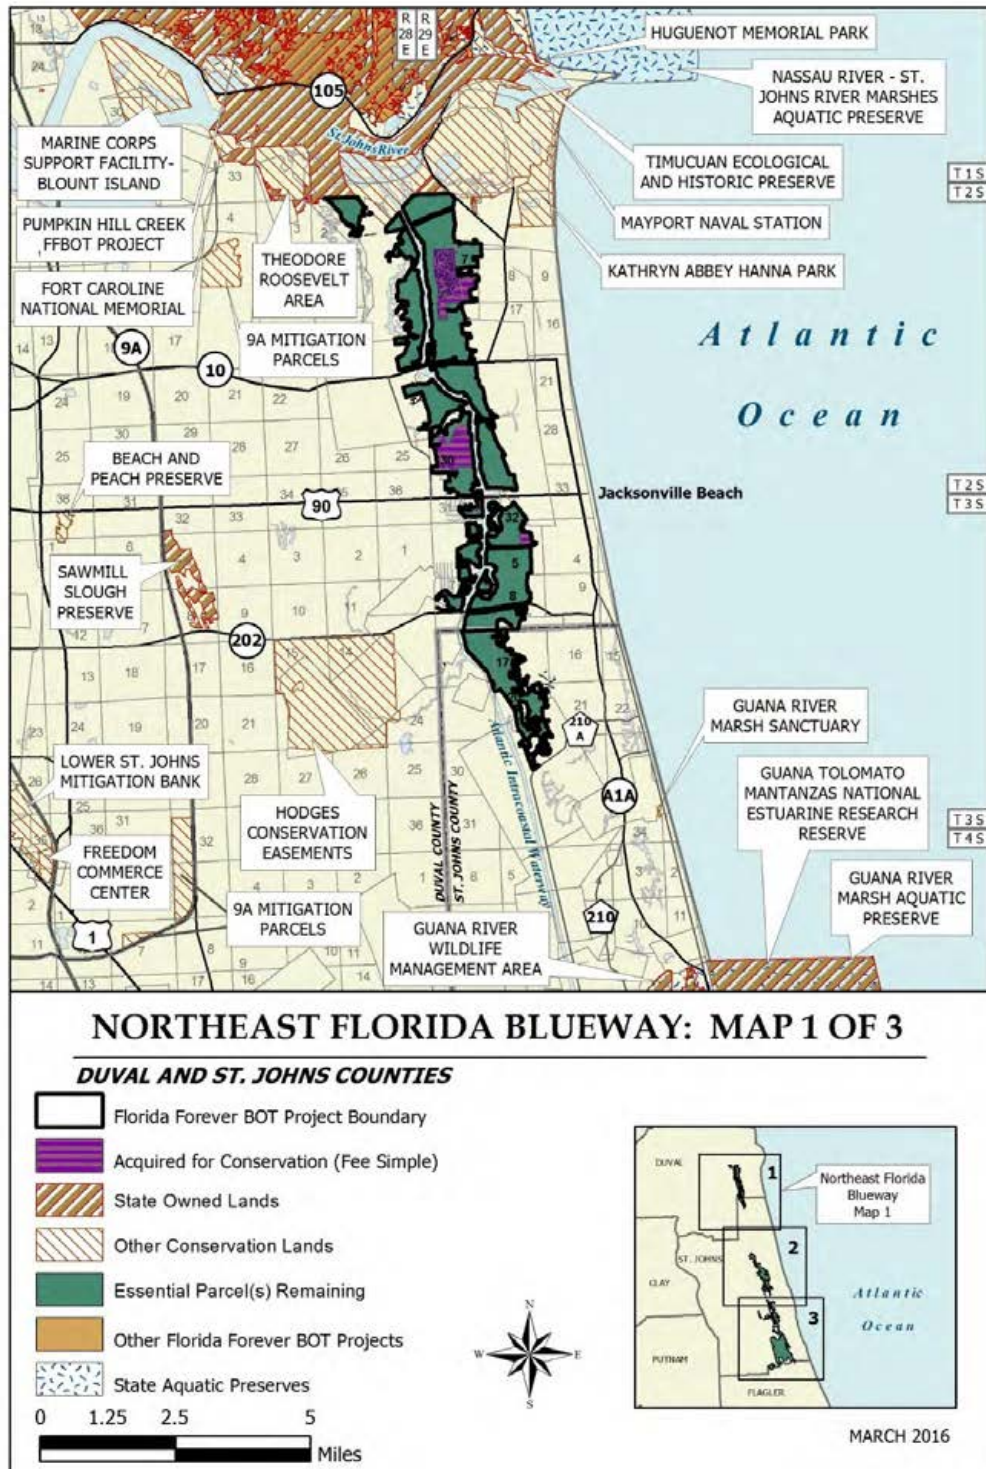 R
28
E
R
29
E
HUGUENOT MEMORIAL PARK
NASSAU RIVER - ST.
JOHNS RIVER MARSHES
AQUATIC PRESERVE
105
St. Johns River
MARINE CORPS
SUPPORT FACILITY-
BLOUNT ISLAND
TIMUCUAN ECOLOGICAL
AND HISTORIC PRESERVE
T1S
T2S
PUMPKIN HILL CREEK
FFBOT PROJECT
MAYPORT NAVAL STATION
THEODORE
ROOSEVELT
AREA
KATHRYN ABBEY HANNA PARK
FORT CAROLINE
NATIONAL MEMORIAL
9A MITIGATION
PARCELS
9A
10
Atlantic
Ocean
BEACH AND
PEACH PRESERVE
90
Jacksonville Beach
T2S
T3S
SAWMILL
SLOUGH
PRESERVE
202
210
A
GUANA RIVER
MARSH SANCTUARY
LOWER ST. JOHNS
MITIGATION BANK
Atlantic Intracoastal Waterway
A1A
GUANA TOLOMATO
MANTANZAS NATIONAL
ESTUARINE RESEARCH
RESERVE
T3S
T4S
HODGES
CONSERVATION
EASEMENTS
FREEDOM
COMMERCE
CENTER
DUVAL COUNTY
ST. JOHNS COUNTY
GUANA RIVER
MARSH AQUATIC
PRESERVE
9A MITIGATION
PARCELS
210
1
GUANA RIVER
WILDLIFE
MANAGEMENT AREA
NORTHEAST FLORIDA BLUEWAY: MAP 1 OF 3
DUVAL AND ST. JOHNS COUNTIES
Florida Forever BOT Project Boundary
Acquired for Conservation (Fee Simple)
State Owned Lands
Other Conservation Lands
Essential Parcel(s) Remaining
Other Florida Forever BOT Projects
State Aquatic Preserves
0 1.25 2.5 5
Miles
N
W E
S
DUVAL
1
Northeast Florida
Blueway
Map 1
2
ST. JOHNS
CLAY
Atlantic
Ocean
3
PUTNAM
FLAGLER
MARCH 2016